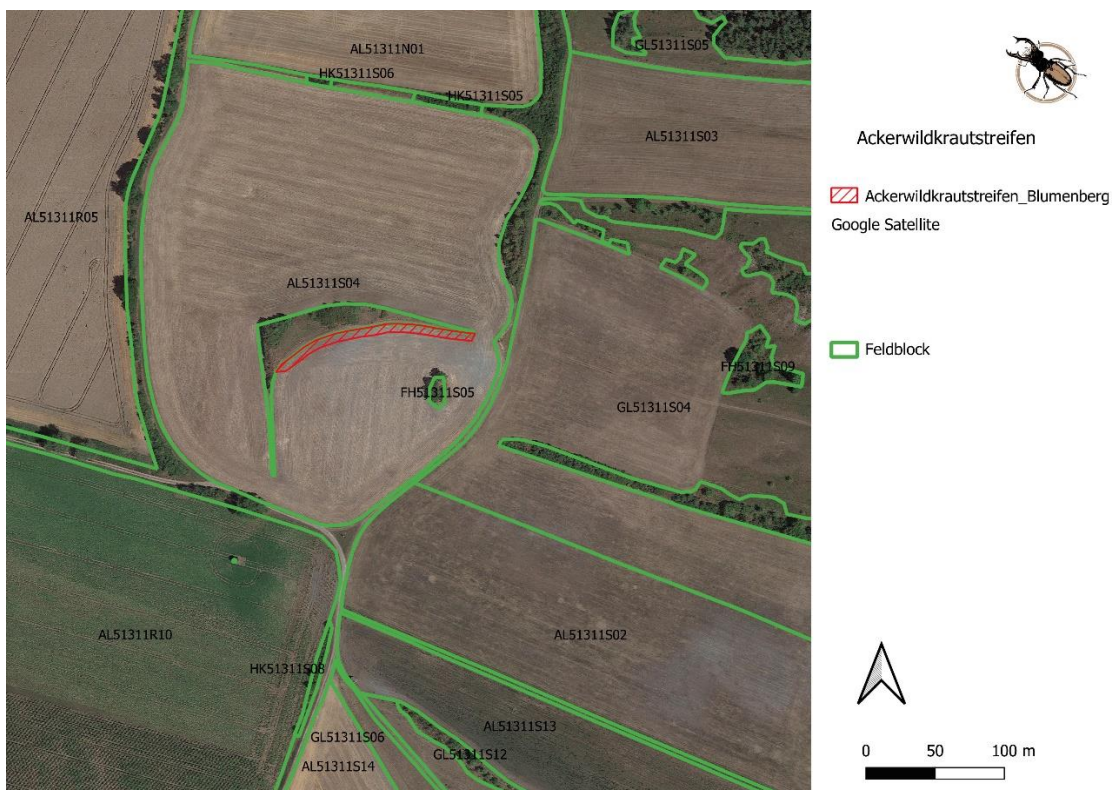 AL51311N01
GL51311S05
HK51311S06
HK51311S05
AL51311S03
AL51311R05
AL51311S04
FH51311S05
FH51311S09
GL51311S04
AL51311R10
AL51311S02
HK51311S08
AL51311S13
GL51311S06
GL51311S12
AL51311S14
Ackerwildkrautstreifen
Ackerwildkrautstreifen_Blumenberg
Google Satellite
Feldblock
0 50 100 m